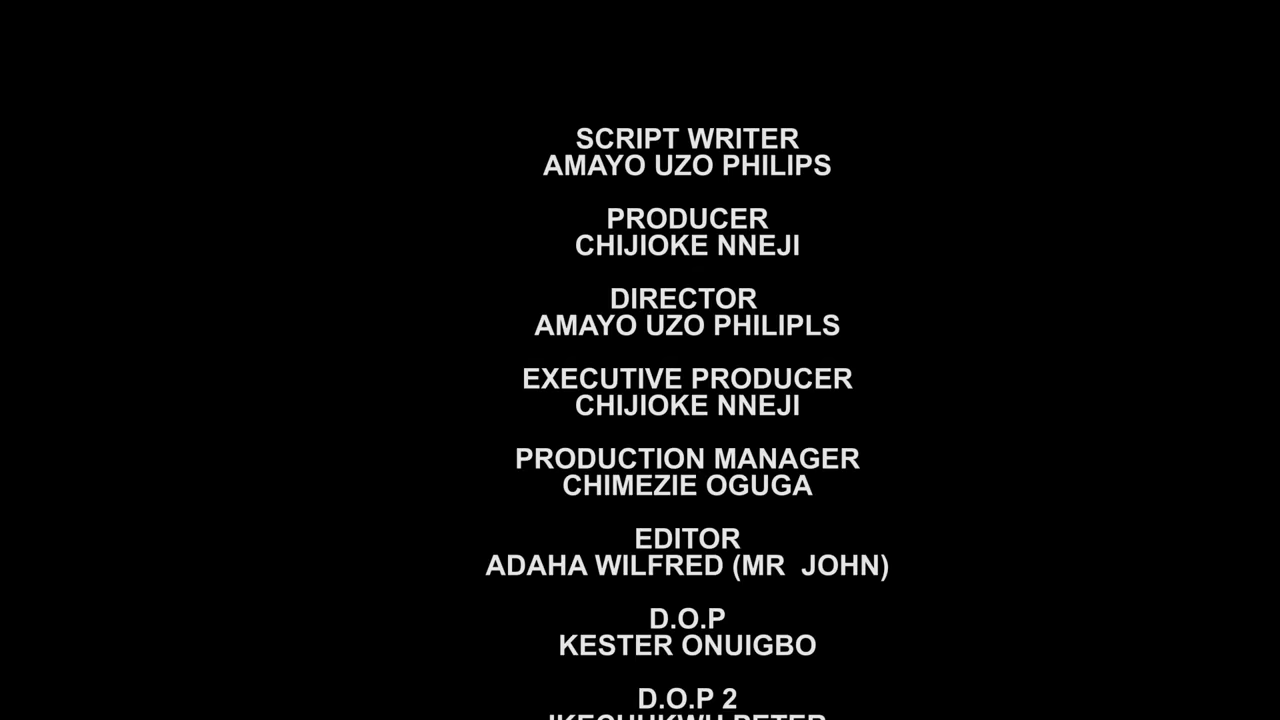 SCRIPT WRITER
AMAYO UZO PHILIPS
PRODUCER
CHIJIOKE NNEJI
DIRECTOR
AMAYO UZO PHILIPLS
EXECUTIVE PRODUCER
CHIJIOKE NNEJI
PRODUCTION MANAGER
CHIMEZIE OGUGA
EDITOR
ADAHA WILFRED (MR  JOHN)
D.O.P
KESTER ONUIGBO
D.O.P 2
PETER